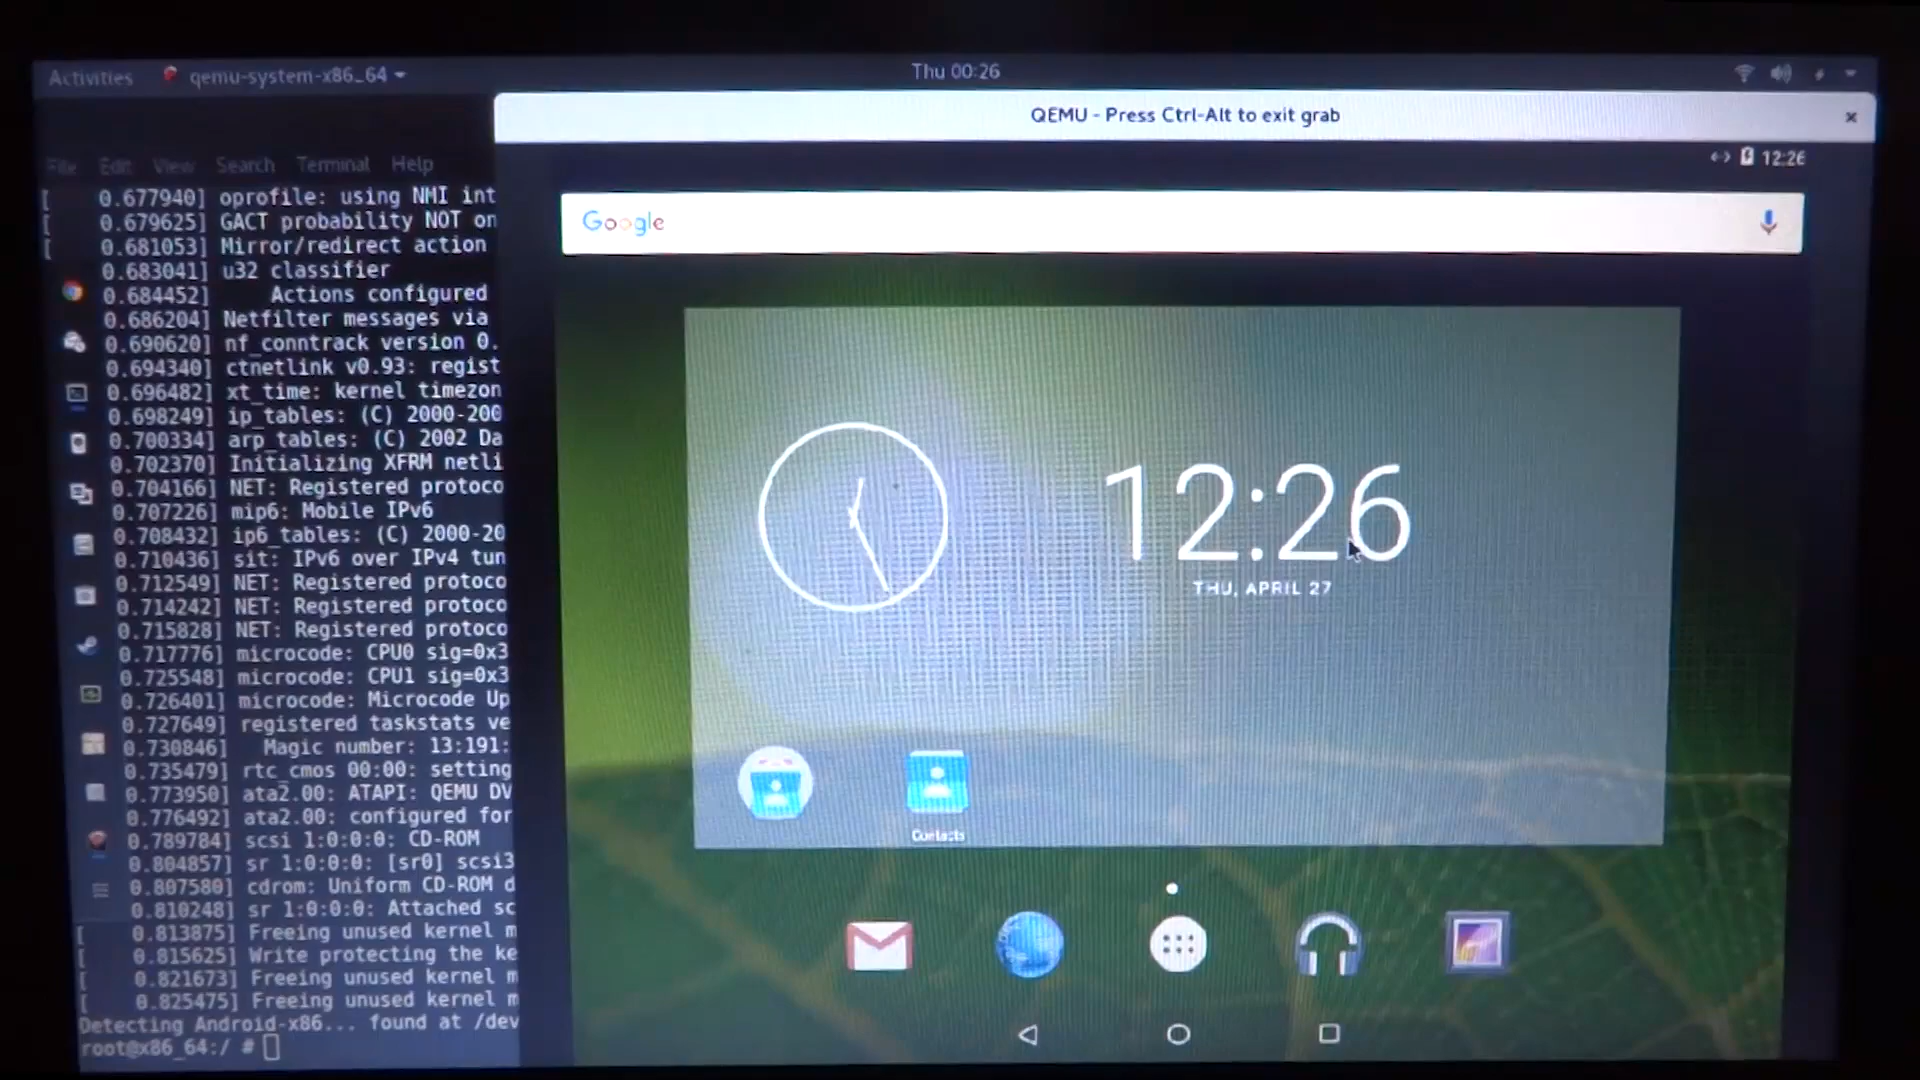 Activities qemu-system-x86_64 Thu 00:26
QEMU - Press Ctrl-Alt to exit grab
File Edit View Search Terminal Help
[ 0.677940] oprofile: using NMI int
[ 0.679625] GACT probability NOT on
[ 0.681053] Mirror/redirect action
0.683041] u32 classifier
0.684452] Actions configured
0.686204] Netfilter messages via
0.690620] nf_conntrack version 0.
0.694340] ctnetlink v0.93: regist
0.696482] xt_time: kernel timezon
0.698249] ip_tables: (C) 2000-200
0.700334] arp_tables: (C) 2002 Da
0.702370] Initializing XFRM netli
0.704166] NET: Registered protoco
0.707226] mip6: Mobile IPv6
0.708432] ip6_tables: (C) 2000-20
0.710436] sit: IPv6 over IPv4 tun
0.712549] NET: Registered protoco
0.714242] NET: Registered protoco
0.715828] NET: Registered protoco
0.717776] microcode: CPU0 sig=0x3
0.725548] microcode: CPU1 sig=0x3
0.726401] microcode: Microcode Up
0.727649] registered taskstats ve
0.730846] Magic number: 13:191:
0.735479] rtc_cmos 00:00: setting
0.773950] ata2.00: ATAPI: QEMU DV
0.776492] ata2.00: configured for
0.789784] scsi 1:0:0:0: CD-ROM
0.804857] sr 1:0:0:0: [sr0] scsi3
0.807580] cdrom: Uniform CD-ROM d
0.810248] sr 1:0:0:0: Attached sc
[ 0.813875] Freeing unused kernel m
[ 0.815625] Write protecting the ke
[ 0.821673] Freeing unused kernel m
[ 0.825475] Freeing unused kernel m
Detecting Android-x86... found at /dev
root@x86_64:/ #
12:26
Google
12:26
THU, APRIL 27
Contacts